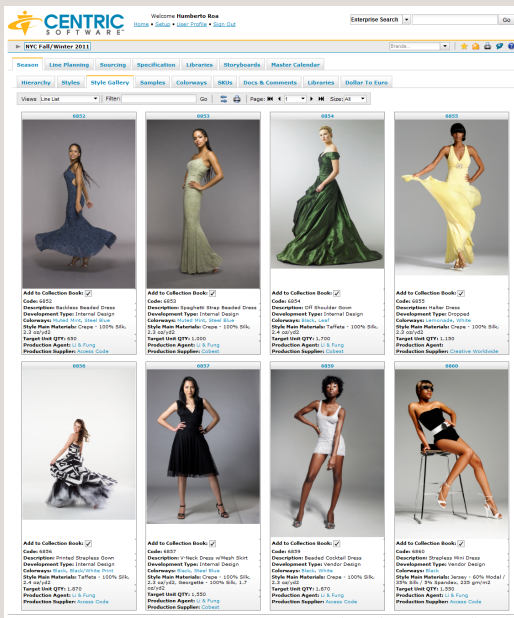 CENTRIC
SOFTWARE
Welcome Humberto Roa
Home • Setup • User Profile • Sign Out
Enterprise Search
Go
NYC Fall/Winter 2011
Brands...
Season Line Planning Sourcing Specification Libraries Storyboards Master Calendar
Hierarchy Styles Style Gallery Samples Colorways SKUs Docs & Comments Libraries Dollar To Euro
Views: Line List Filter: Go Page: 1 Size: All
6852 6853 6854 6855
Add to Collection Book:
Code: 6852
Description: Backless Beaded Dress
Development Type: Internal Design
Colorways: Muted Mint, Steel Blue
Style Main Materials: Crepe - 100% Silk,
2.3 oz/yd2
Target Unit QTY: 650
Production Agent: Li & Fung
Production Supplier: Access Code
Add to Collection Book:
Code: 6853
Description: Spaghetti Strap Beaded Dress
Development Type: Internal Design
Colorways: Muted Mint, Steel Blue
Style Main Materials: Crepe - 100% Silk,
2.3 oz/yd2
Target Unit QTY: 1,000
Production Agent: Li & Fung
Production Supplier: Cobest
Add to Collection Book:
Code: 6854
Description: Off Shoulder Gown
Development Type: Internal Design
Colorways: Black, Leaf
Style Main Materials: Taffeta - 100% Silk,
2.4 oz/yd2
Target Unit QTY: 1,700
Production Agent: Li & Fung
Production Supplier: Cobest
Add to Collection Book:
Code: 6855
Description: Halter Dress
Development Type: Dropped
Colorways: Lemonade, White
Style Main Materials: Crepe - 100% Silk,
2.3 oz/yd2
Target Unit QTY: 1,150
Production Agent: Li & Fung
Production Supplier: Creative Worldwide
6856 6857 6859 6860
Add to Collection Book:
Code: 6856
Description: Printed Strapless Gown
Development Type: Internal Design
Colorways: Black, Black/White Print
Style Main Materials: Taffeta - 100% Silk,
2.4 oz/yd2
Target Unit QTY: 1,870
Production Agent: Li & Fung
Production Supplier: Access Code
Add to Collection Book:
Code: 6857
Description: V-Neck Dress w/Mesh Skirt
Development Type: Internal Design
Colorways: Black, Steel Blue
Style Main Materials: Crepe - 100% Silk,
2.3 oz/yd2, Georgette - 100% Silk, 1.7
oz/yd2
Target Unit QTY: 1,550
Production Agent: Li & Fung
Production Supplier: Cobest
Add to Collection Book:
Code: 6859
Description: Beaded Cocktail Dress
Development Type: Vendor Design
Colorways: Black, White
Style Main Materials: Crepe - 100% Silk,
2.3 oz/yd2
Target Unit QTY: 1,870
Production Agent: Li & Fung
Production Supplier: Access Code
Add to Collection Book:
Code: 6860
Description: Strapless Mini Dress
Development Type: Vendor Design
Colorways: Black
Style Main Materials: Jersey - 60% Modal /
35% Silk / 5% Spandex, 235 gm/m2
Target Unit QTY: 1,550
Production Agent: Li & Fung
Production Supplier: Access Code